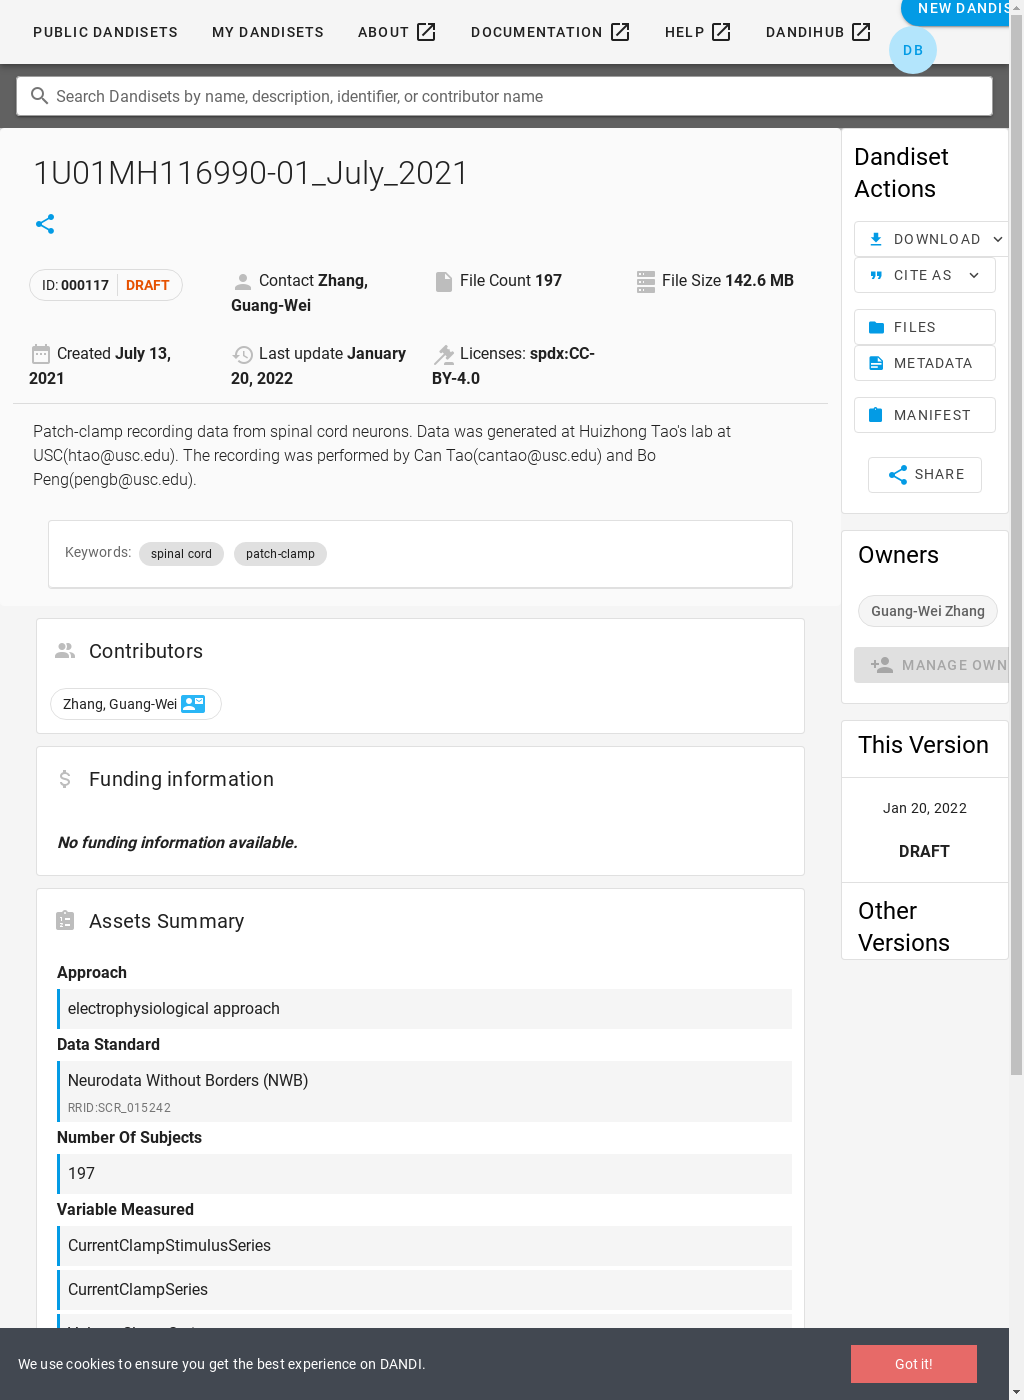 PUBLIC DANDISETS
MY DANDISETS
ABOUT
DOCUMENTATION
HELP
DANDIHUB
NEW DANDIS
DB
Search Dandisets by name, description, identifier, or contributor name
1U01MH116990-01_July_2021
ID: 000117 DRAFT
Contact Zhang,
Guang-Wei
File Count 197
File Size 142.6 MB
Created July 13,
2021
Last update January
20, 2022
Licenses: spdx:CC-
BY-4.0
Patch-clamp recording data from spinal cord neurons. Data was generated at Huizhong Tao's lab at
USC(htao@usc.edu). The recording was performed by Can Tao(cantao@usc.edu) and Bo
Peng(pengb@usc.edu).
Keywords: spinal cord patch-clamp
Contributors
Zhang, Guang-Wei
Funding information
No funding information available.
Assets Summary
Approach
electrophysiological approach
Data Standard
Neurodata Without Borders (NWB)
RRID:SCR_015242
Number Of Subjects
197
Variable Measured
CurrentClampStimulusSeries
CurrentClampSeries
Dandiset
Actions
DOWNLOAD
CITE AS
FILES
METADATA
MANIFEST
SHARE
Owners
Guang-Wei Zhang
MANAGE OWN
This Version
Jan 20, 2022
DRAFT
Other
Versions
We use cookies to ensure you get the best experience on DANDI.
Got it!